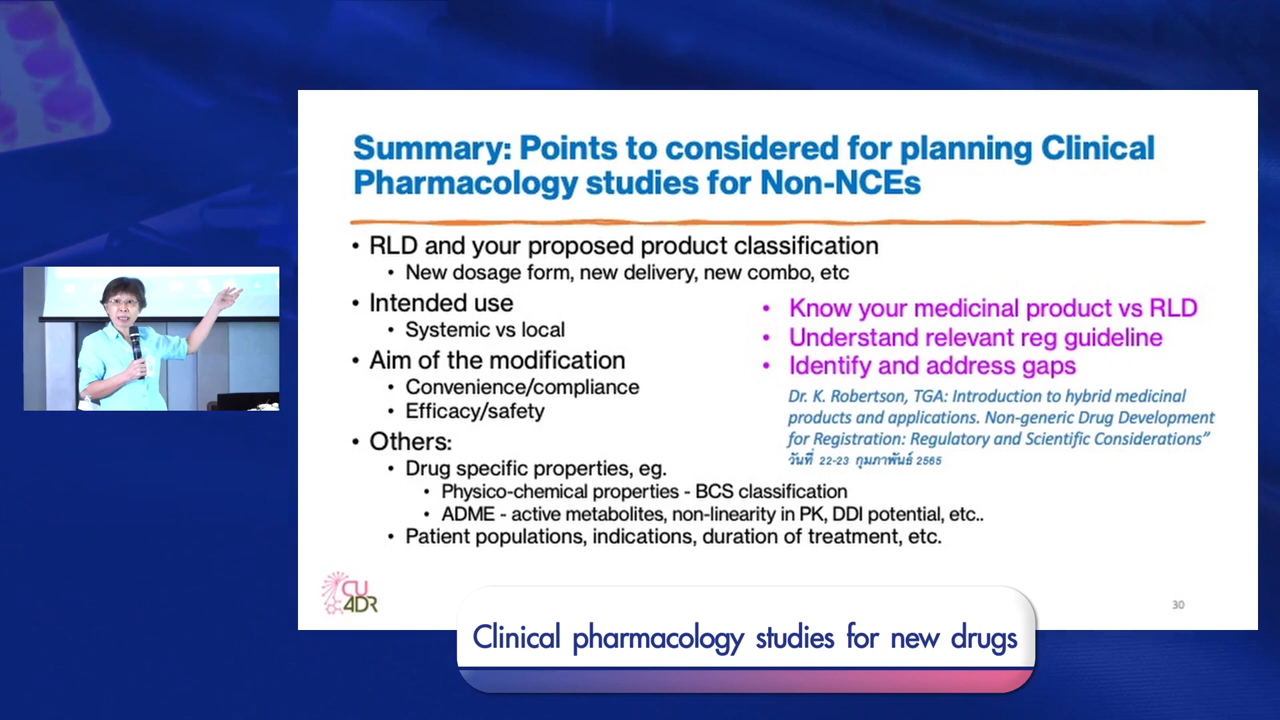 Summary: Points to considered for planning Clinical
Pharmacology studies for Non-NCEs
• RLD and your proposed product classification
• New dosage form, new delivery, new combo, etc
• Intended use
• Systemic vs local
• Aim of the modification
• Convenience/compliance
• Efficacy/safety
• Others:
• Drug specific properties, eg.
• Physico-chemical properties - BCS classification
• ADME - active metabolites, non-linearity in PK, DDI potential, etc..
• Patient populations, indications, duration of treatment, etc.
• Know your medicinal product vs RLD
• Understand relevant reg guideline
• Identify and address gaps
Dr. K. Robertson, TGA: Introduction to hybrid medicinal
products and applications. Non-generic Drug Development
for Registration: Regulatory and Scientific Considerations”
วันที่ 22-23 กุมภาพันธ์ 2565
CU
4DR
30
Clinical pharmacology studies for new drugs